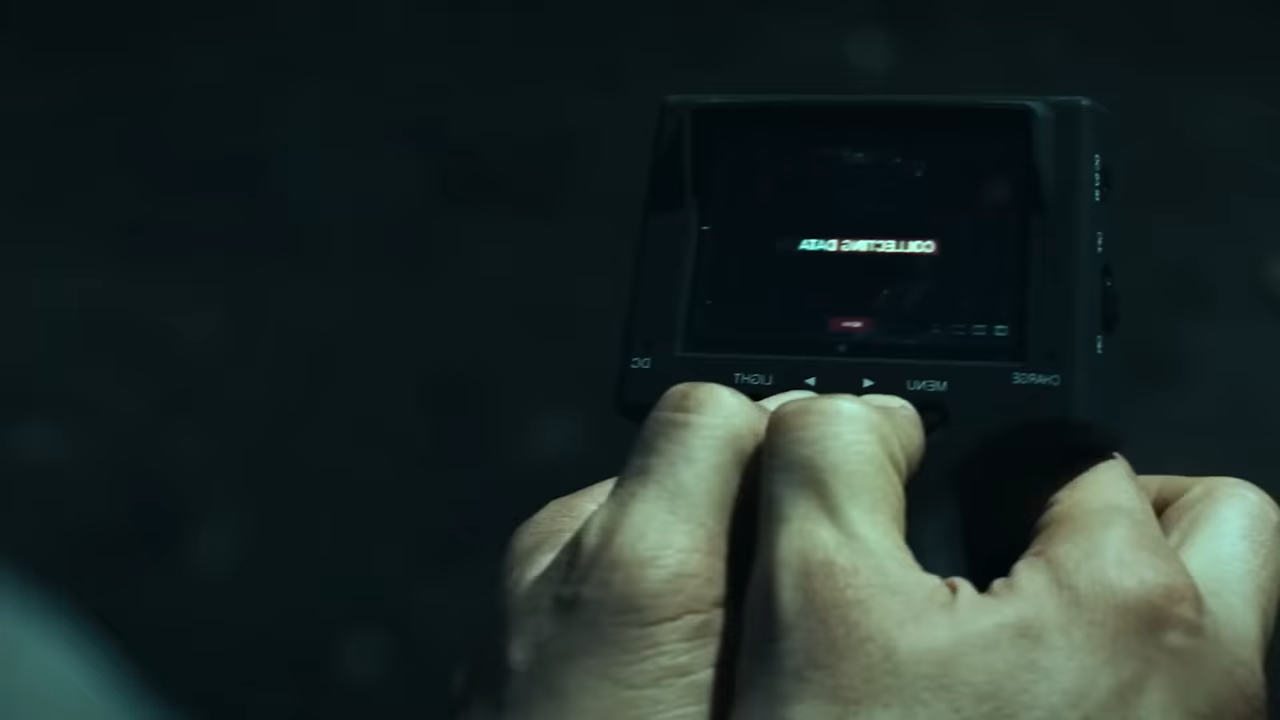 COLLECTING DATA
DC
LIGHT ◀ ▶ MENU
CHARGE